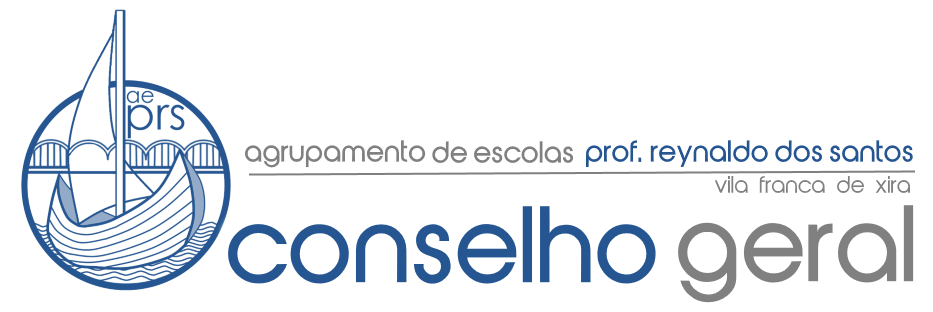 ae
prs
agrupamento de escolas prof. reynaldo dos santos
vila franca de xira
conselho geral